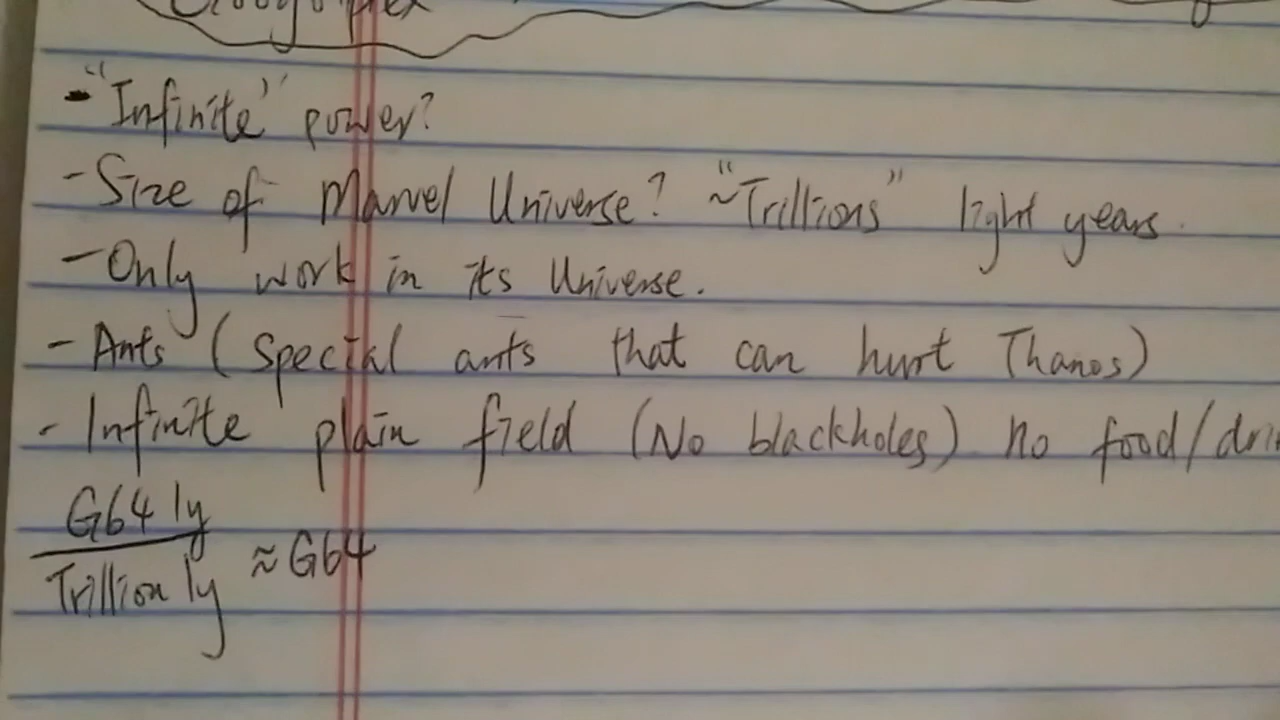 - "Infinite" power?
- Size of Marvel Universe? ~"Trillions" light years.
- Only work in its Universe.
- Ants (special ants that can hurt Thanos)
- Infinite plain field (No blackholes) no food/
G64 ly
Trillion ly ≈ G64